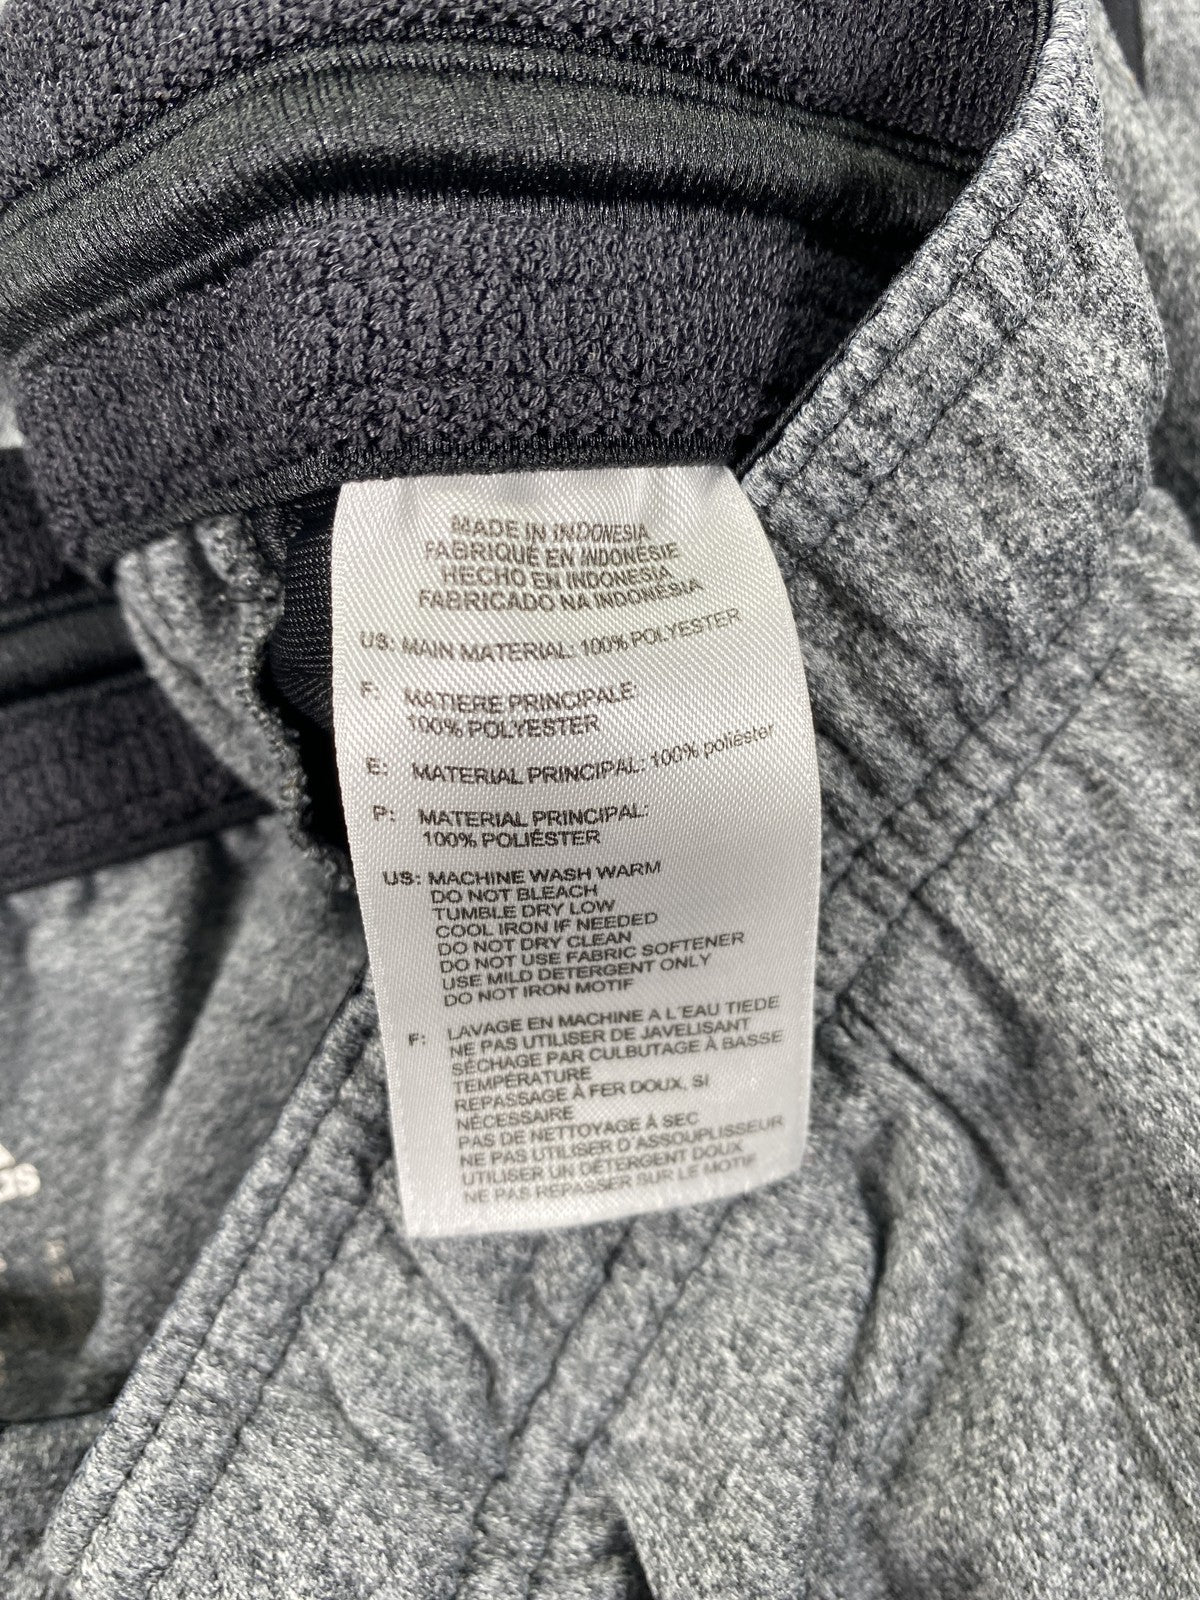 MADE IN INDONESIA
FABRIQUÉ EN INDONÉSIE
HECHO EN INDONESIA
FABRICADO NA INDONÉSIA
US: MAIN MATERIAL: 100% POLYESTER
F: MATIERE PRINCIPALE:
100% POLYESTER
E: MATERIAL PRINCIPAL: 100% poliéster
P: MATERIAL PRINCIPAL:
100% POLIÉSTER
US: MACHINE WASH WARM
DO NOT BLEACH
TUMBLE DRY LOW
COOL IRON IF NEEDED
DO NOT DRY CLEAN
DO NOT USE FABRIC SOFTENER
USE MILD DETERGENT ONLY
DO NOT IRON MOTIF
F: LAVAGE EN MACHINE A L'EAU TIEDE
NE PAS UTILISER DE JAVELISANT
SÉCHAGE PAR CULBUTAGE À BASSE
TEMPÉRATURE
REPASSAGE À FER DOUX, SI
NÉCESSAIRE
PAS DE NETTOYAGE À SEC
NE PAS UTILISER D'ASSOUPLISSEUR
UTILISER UN DÉTERGENT DOUX
NE PAS REPASSER SUR LE MOTIF